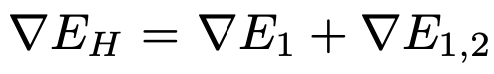 ∇E_H = ∇E_1 + ∇E_{1,2}